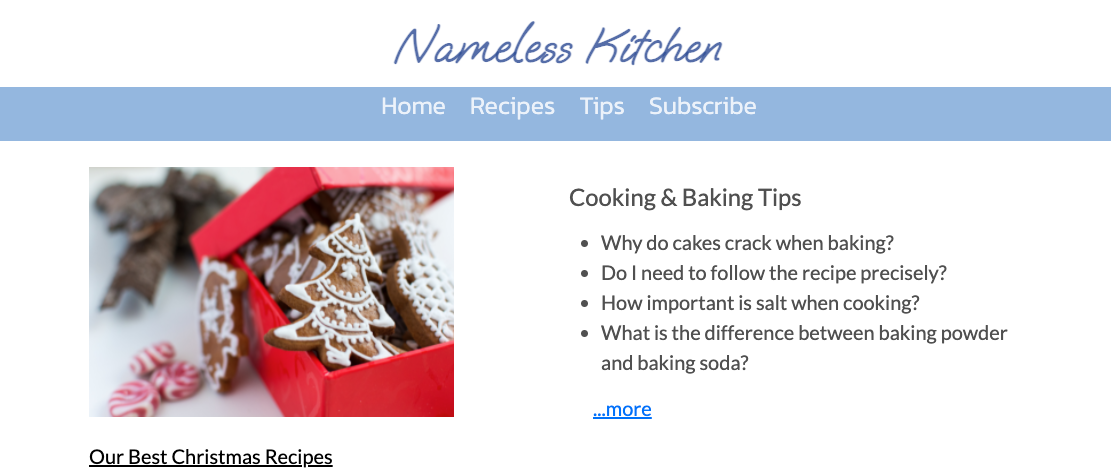 Nameless Kitchen
Home Recipes Tips Subscribe
Cooking & Baking Tips
• Why do cakes crack when baking?
• Do I need to follow the recipe precisely?
• How important is salt when cooking?
• What is the difference between baking powder
and baking soda?
...more
Our Best Christmas Recipes